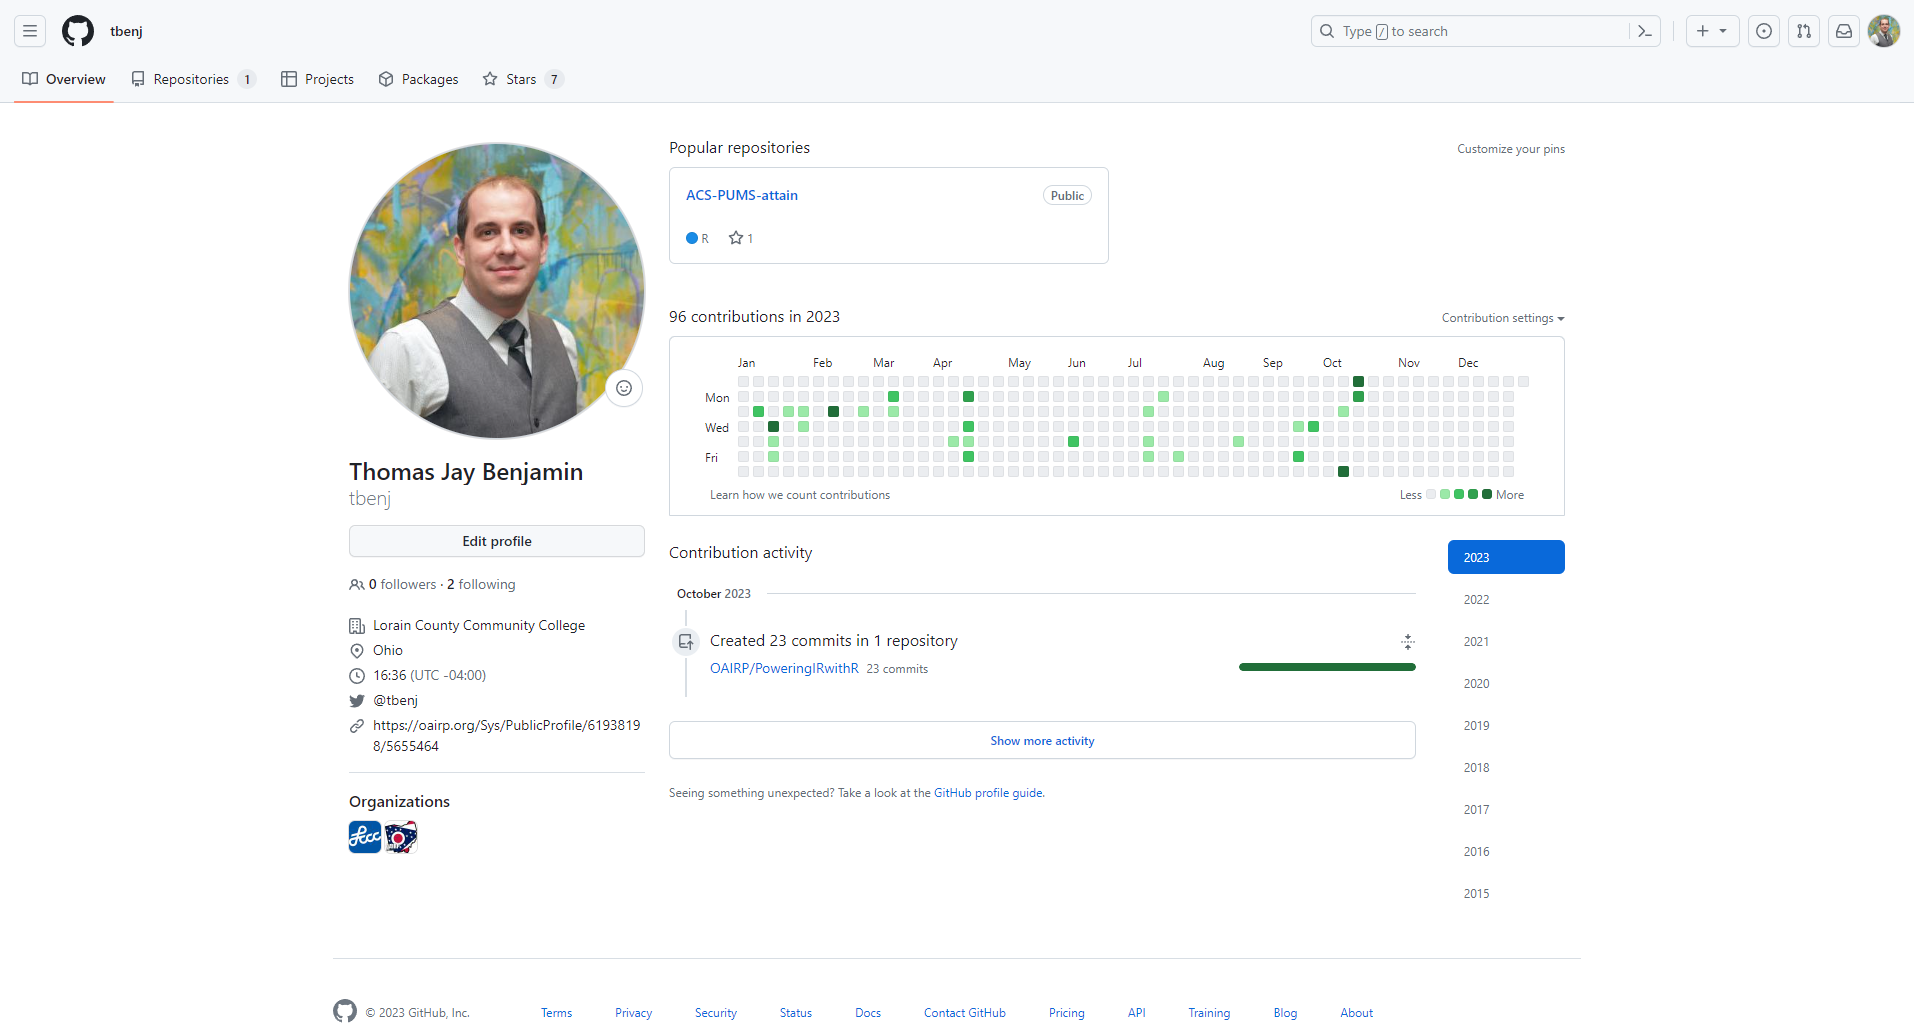 tbenj
Type / to search
Overview
Repositories 1
Projects
Packages
Stars 7
Thomas Jay Benjamin
tbenj
Edit profile
0 followers · 2 following
Lorain County Community College
Ohio
16:36 (UTC -04:00)
@tbenj
https://oairp.org/Sys/PublicProfile/6193819
8/5655464
Organizations
lccc
Popular repositories
Customize your pins
ACS-PUMS-attain
Public
R
1
96 contributions in 2023
Contribution settings
Jan Feb Mar Apr May Jun Jul Aug Sep Oct Nov Dec
Mon
Wed
Fri
Learn how we count contributions
Less More
Contribution activity
October 2023
Created 23 commits in 1 repository
OAIRP/PoweringIRwithR 23 commits
Show more activity
Seeing something unexpected? Take a look at the GitHub profile guide.
2023
2022
2021
2020
2019
2018
2017
2016
2015
© 2023 GitHub, Inc.
Terms
Privacy
Security
Status
Docs
Contact GitHub
Pricing
API
Training
Blog
About